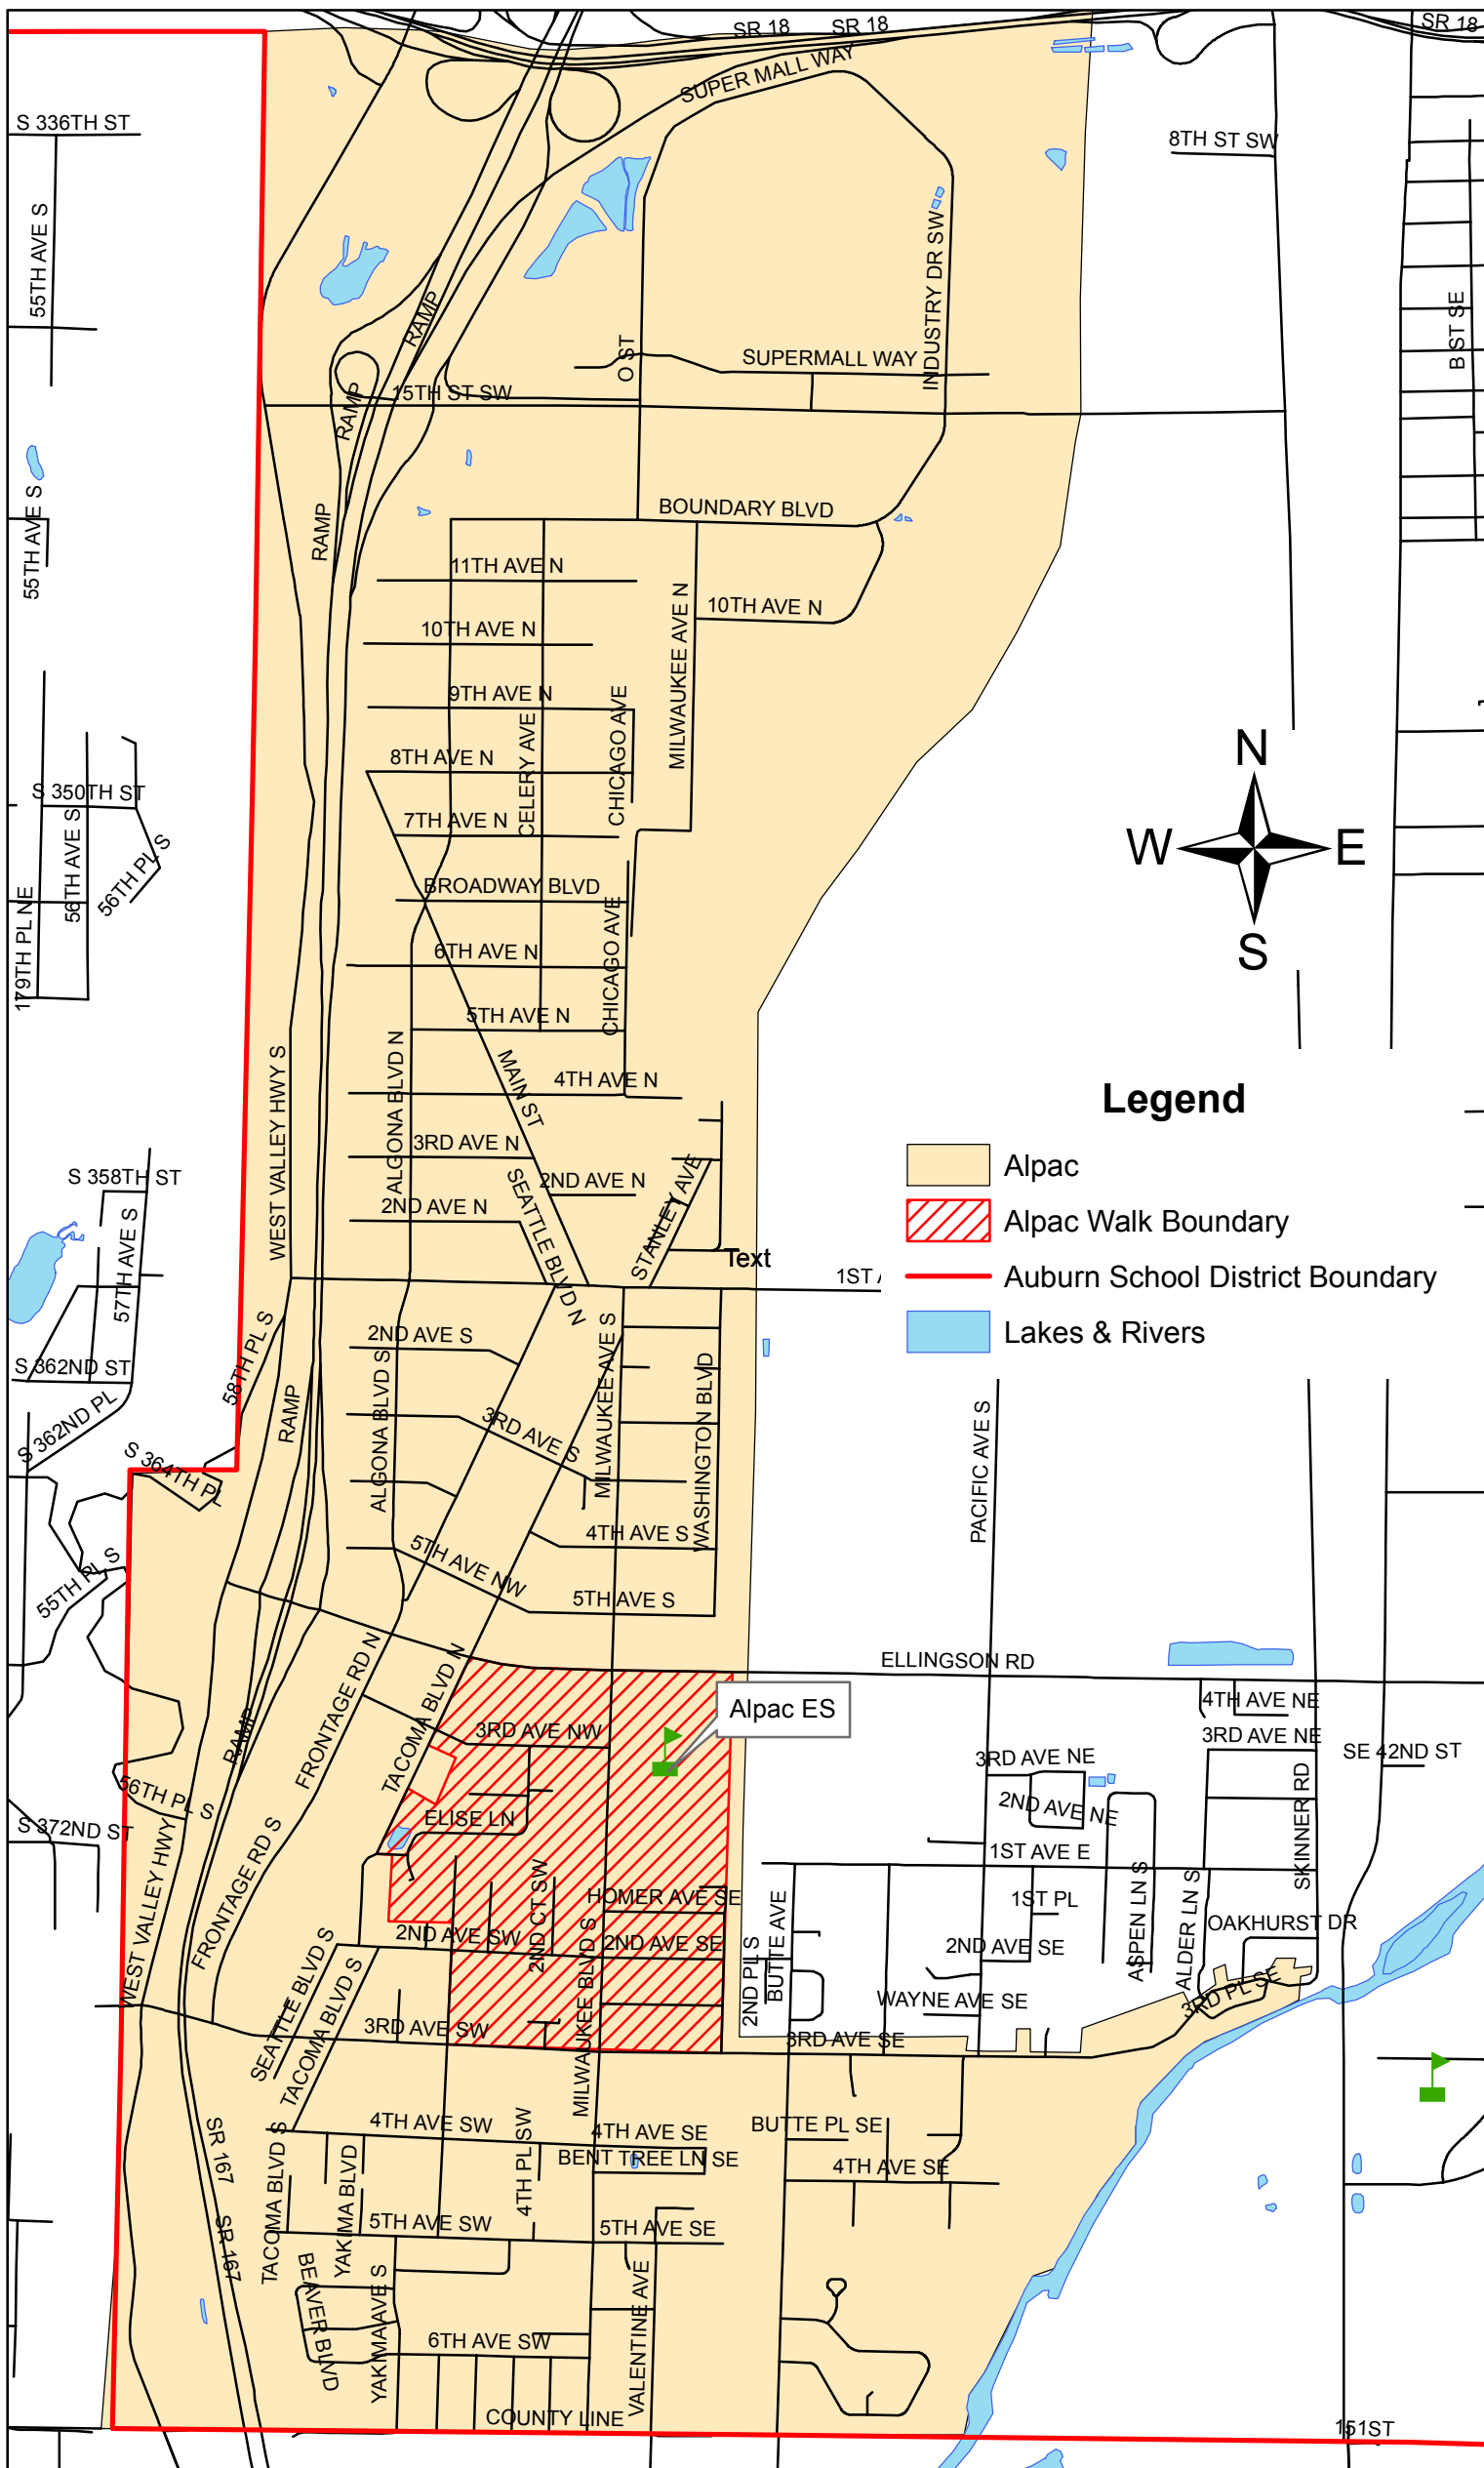 SR 18
SR 18
SR 18
SUPER MALL WAY
S 336TH ST
8TH ST SW
55TH AVE S
INDUSTRY DR SW
RAMP
O ST
B ST SE
SUPERMALL WAY
15TH ST SW
RAMP
55TH AVE S
RAMP
BOUNDARY BLVD
11TH AVE N
MILWAUKEE AVE N
10TH AVE N
10TH AVE N
9TH AVE N
CHICAGO AVE
CELERY AVE
8TH AVE N
N
W
E
S
S 350TH ST
56TH AVE S
56TH PL S
7TH AVE N
BROADWAY BLVD
CHICAGO AVE
179TH PL NE
6TH AVE N
5TH AVE N
WEST VALLEY HWY S
ALGONA BLVD N
MAIN ST
4TH AVE N
Legend
Alpac
Alpac Walk Boundary
Auburn School District Boundary
Lakes & Rivers
3RD AVE N
S 358TH ST
57TH AVE S
2ND AVE N
2ND AVE N
SEATTLE BLVD N
STANLEY AVE
Text
1ST
58TH PL S
2ND AVE S
S 362ND ST
S 362ND PL
RAMP
ALGONA BLVD S
MILWAUKEE AVE S
WASHINGTON BLVD
PACIFIC AVE S
3RD AVE S
S 364TH PL
4TH AVE S
5TH AVE NW
55TH PL S
5TH AVE S
ELLINGSON RD
FRONTAGE RD N
TACOMA BLVD N
Alpac ES
4TH AVE NE
3RD AVE NW
3RD AVE NE
3RD AVE NE
SE 42ND ST
RAMP
56TH PL S
2ND AVE NE
SKINNER RD
ELISE LN
S 372ND ST
1ST AVE E
WEST VALLEY HWY
FRONTAGE RD S
2ND CT SW
HOMER AVE SE
1ST PL
ASPEN LN S
ALDER LN S
OAKHURST DR
2ND AVE SW
2ND AVE SE
2ND PL S
BUTTE AVE
2ND AVE SE
SEATTLE BLVD S
TACOMA BLVD S
MILWAUKEE BLVD S
WAYNE AVE SE
3RD PL SE
3RD AVE SW
3RD AVE SE
SR 167
TACOMA BLVD S
YAKIMA BLVD
4TH AVE SW
4TH PL SW
4TH AVE SE
BUTTE PL SE
BENT TREE LN SE
4TH AVE SE
SR 167
5TH AVE SW
5TH AVE SE
BEAVER BLVD
YAKIMA AVE S
VALENTINE AVE
6TH AVE SW
COUNTY LINE
151ST